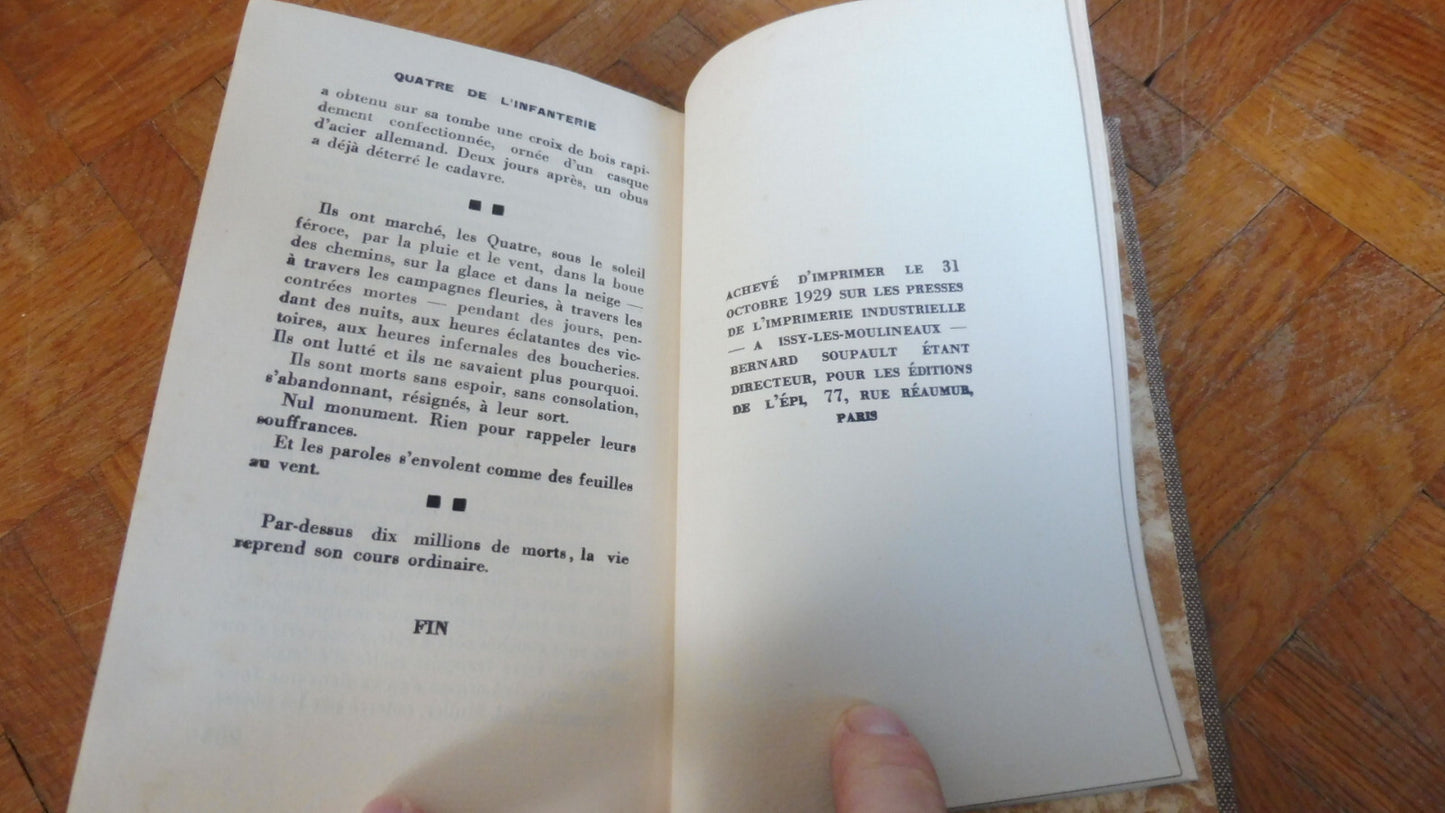 QUATRE DE L'INFANTERIE
a obtenu sur sa tombe une croix de bois rapi-
dement confectionnée, ornée d'un casque
d'acier allemand. Deux jours après, un obus
a déjà déterré le cadavre.
Ils ont marché, les Quatre, sous le soleil
féroce, par la pluie et le vent, dans la boue
des chemins, sur la glace et dans la neige —
à travers les campagnes fleuries, à travers les
contrées mortes — pendant des jours, pen-
dant des nuits, aux heures éclatantes des vic-
toires, aux heures infernales des boucheries.
Ils ont lutté et ils ne savaient plus pourquoi.
Ils sont morts sans espoir, sans consolation,
s'abandonnant, résignés, à leur sort.
Nul monument. Rien pour rappeler leurs
souffrances.
Et les paroles s'envolent comme des feuilles
au vent.
Par-dessus dix millions de morts, la vie
reprend son cours ordinaire.
FIN
ACHEVÉ D'IMPRIMER LE 31
OCTOBRE 1929 SUR LES PRESSES
DE L'IMPRIMERIE INDUSTRIELLE
— A ISSY-LES-MOULINEAUX —
BERNARD SOUPAULT ÉTANT
DIRECTEUR, POUR LES ÉDITIONS
DE L'ÉPI, 77, RUE RÉAUMUR,
PARIS